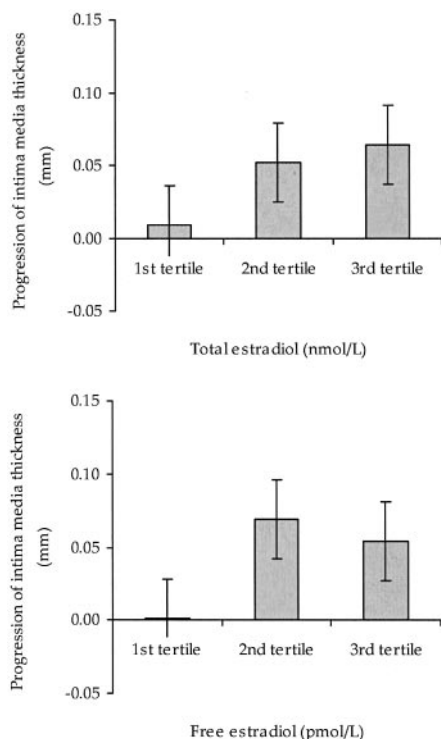 Progression of intima media thickness
(mm)
0.15
0.10
0.05
0.00
-0.05
1st tertile 2nd tertile 3rd tertile
Total estradiol (nmol/L)
Progression of intima media thickness
(mm)
0.15
0.10
0.05
0.00
-0.05
1st tertile 2nd tertile 3rd tertile
Free estradiol (pmol/L)